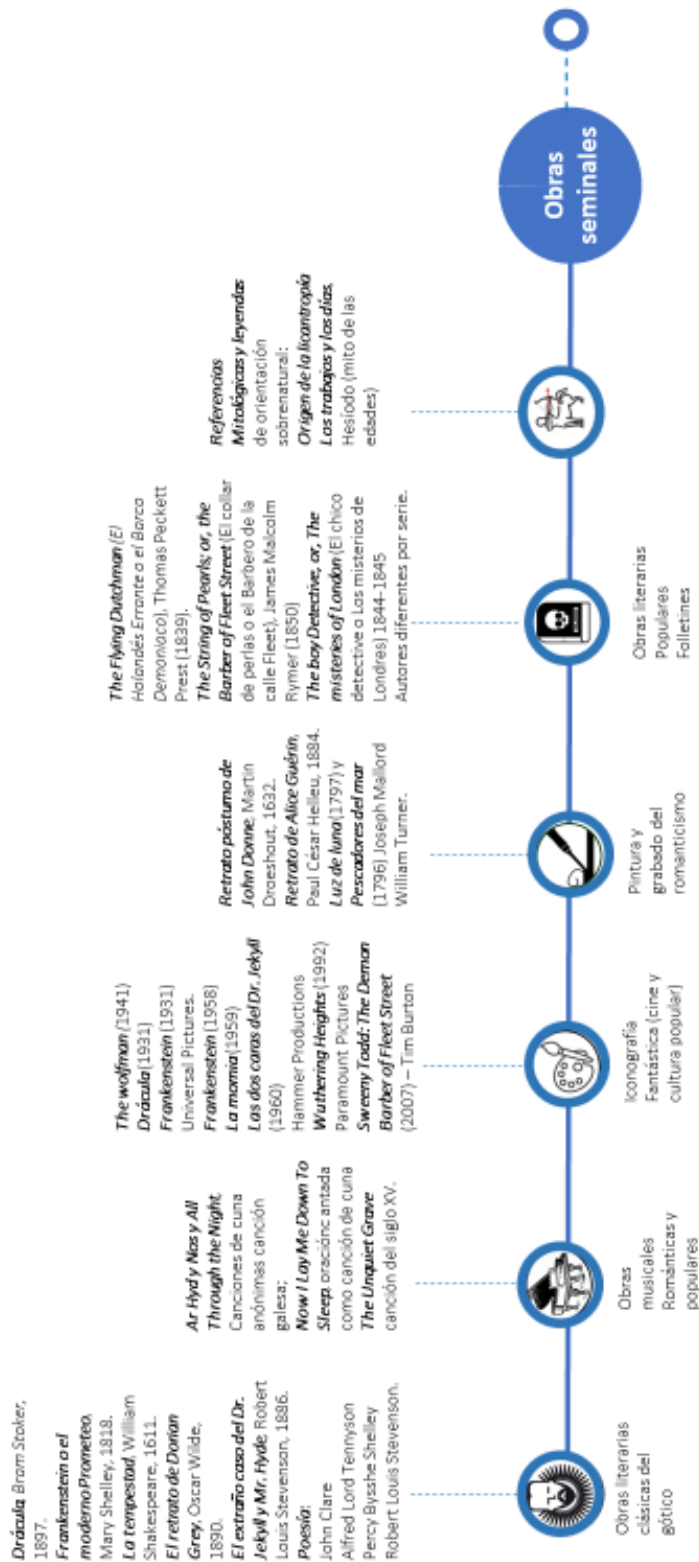 Drácula, Bram Stoker,
1897.
Frankenstein o el
moderno Prometeo,
Mary Shelley, 1818.
La tempestad, William
Shakespeare, 1611.
El retrato de Dorian
Grey, Oscar Wilde,
1890.
El extraño caso del Dr.
Jekyll y Mr. Hyde, Robert
Louis Stevenson, 1886.
Poesía:
John Clare
Alfred Lord Tennyson
Percy Bysshe Shelley
Robert Louis Stevenson.
Obras literarias
clásicas del
gótico
Ar Hyd y Nos y All
Through the Night,
Canciones de cuna
anónimas canción
galesa;
Now I Lay Me Down To
Sleep, oraciónc antada
como canción de cuna
The Unquiet Grave
canción del siglo XV.
Obras
musicales
Románticas y
populares
The wolfman (1941)
Drácula (1931)
Frankenstein (1931)
Universal Pictures.
Frankenstein (1958)
La momia (1959)
Las dos caras del Dr. Jekyll
(1960)
Hammer Productions
Wuthering Heights (1992)
Paramount Pictures
Sweeny Todd: The Demon
Barber of Fleet Street
(2007) – Tim Burton
Iconografía
Fantástica (cine y
cultura popular)
Retrato póstumo de
John Donne, Martin
Droeshout, 1632.
Retrato de Alice Guérin,
Paul César Helleu, 1884.
Luz de luna (1797) y
Pescadores del mar
(1796) Joseph Mallord
William Turner.
Pintura y
grabado del
romanticismo
The Flying Dutchman (El
Holandés Errante o el Barco
Demoniaco), Thomas Peckett
Prest (1839).
The String of Pearls; or, the
Barber of Fleet Street (El collar
de perlas o el Barbero de la
calle Fleet), James Malcolm
Rymer (1850)
The boy Detective, or, The
misteries of London (El chico
detective o Los misterios de
Londres) 1844-1845
Autores diferentes por serie.
Obras literarias
Populares
Folletines
Referencias
Mitológicas y leyendas
de orientación
sobrenatural:
Origen de la licantropía
Los trabajos y los días,
Hesíodo (mito de las
edades)
Obras
seminales